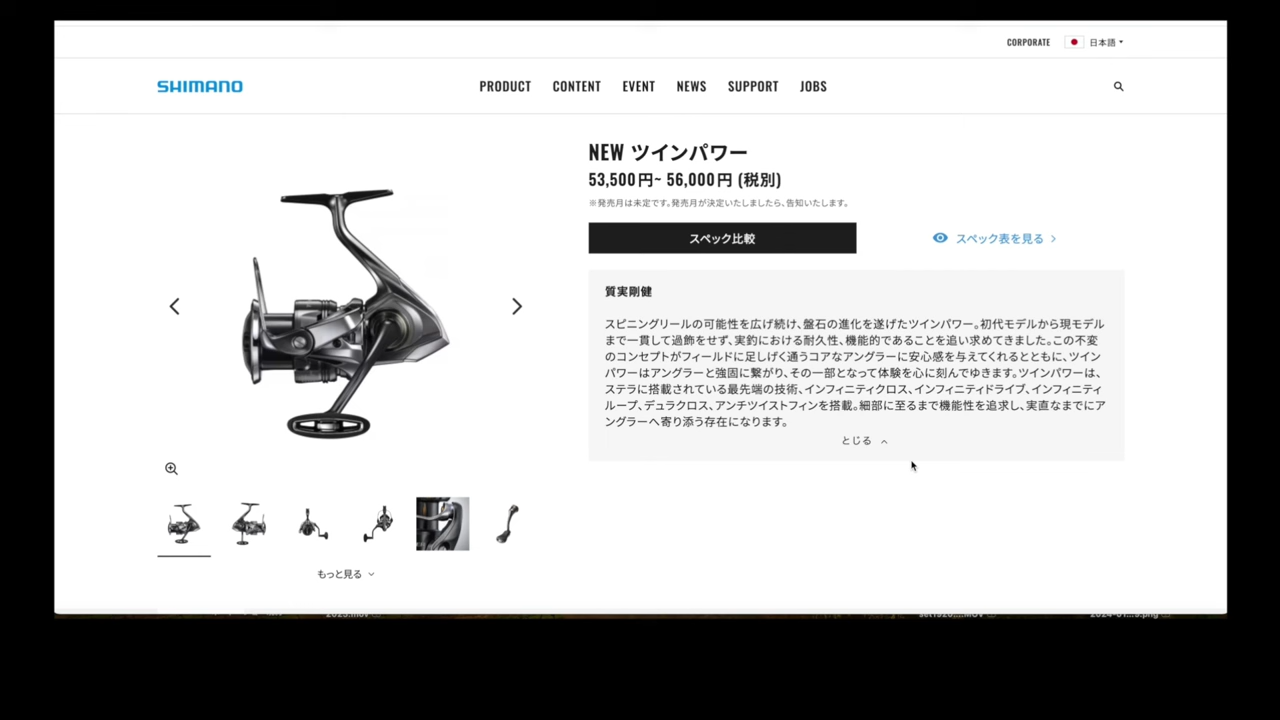 CORPORATE
日本語
SHIMANO
PRODUCT CONTENT EVENT NEWS SUPPORT JOBS
NEW ツインパワー
53,500円~ 56,000円 (税別)
※発売月は未定です。発売月が決定いたしましたら、告知いたします。
スペック比較
スペック表を見る
質実剛健
スピニングリールの可能性を広げ続け、盤石の進化を遂げたツインパワー。初代モデルから現モデル
まで一貫して過飾をせず、実釣における耐久性、機能的であることを追い求めてきました。この不変
のコンセプトがフィールドに足しげく通うコアなアングラーに安心感を与えてくれるとともに、ツイン
パワーはアングラーと強固に繋がり、その一部となって体験を心に刻んでゆきます。ツインパワーは、
ステラに搭載されている最先端の技術、インフィニティクロス、インフィニティドライブ、インフィニティ
ループ、デュラクロス、アンチツイストフィンを搭載。細部に至るまで機能性を追求し、実直なまでにア
ングラーへ寄り添う存在になります。
とじる
もっと見る